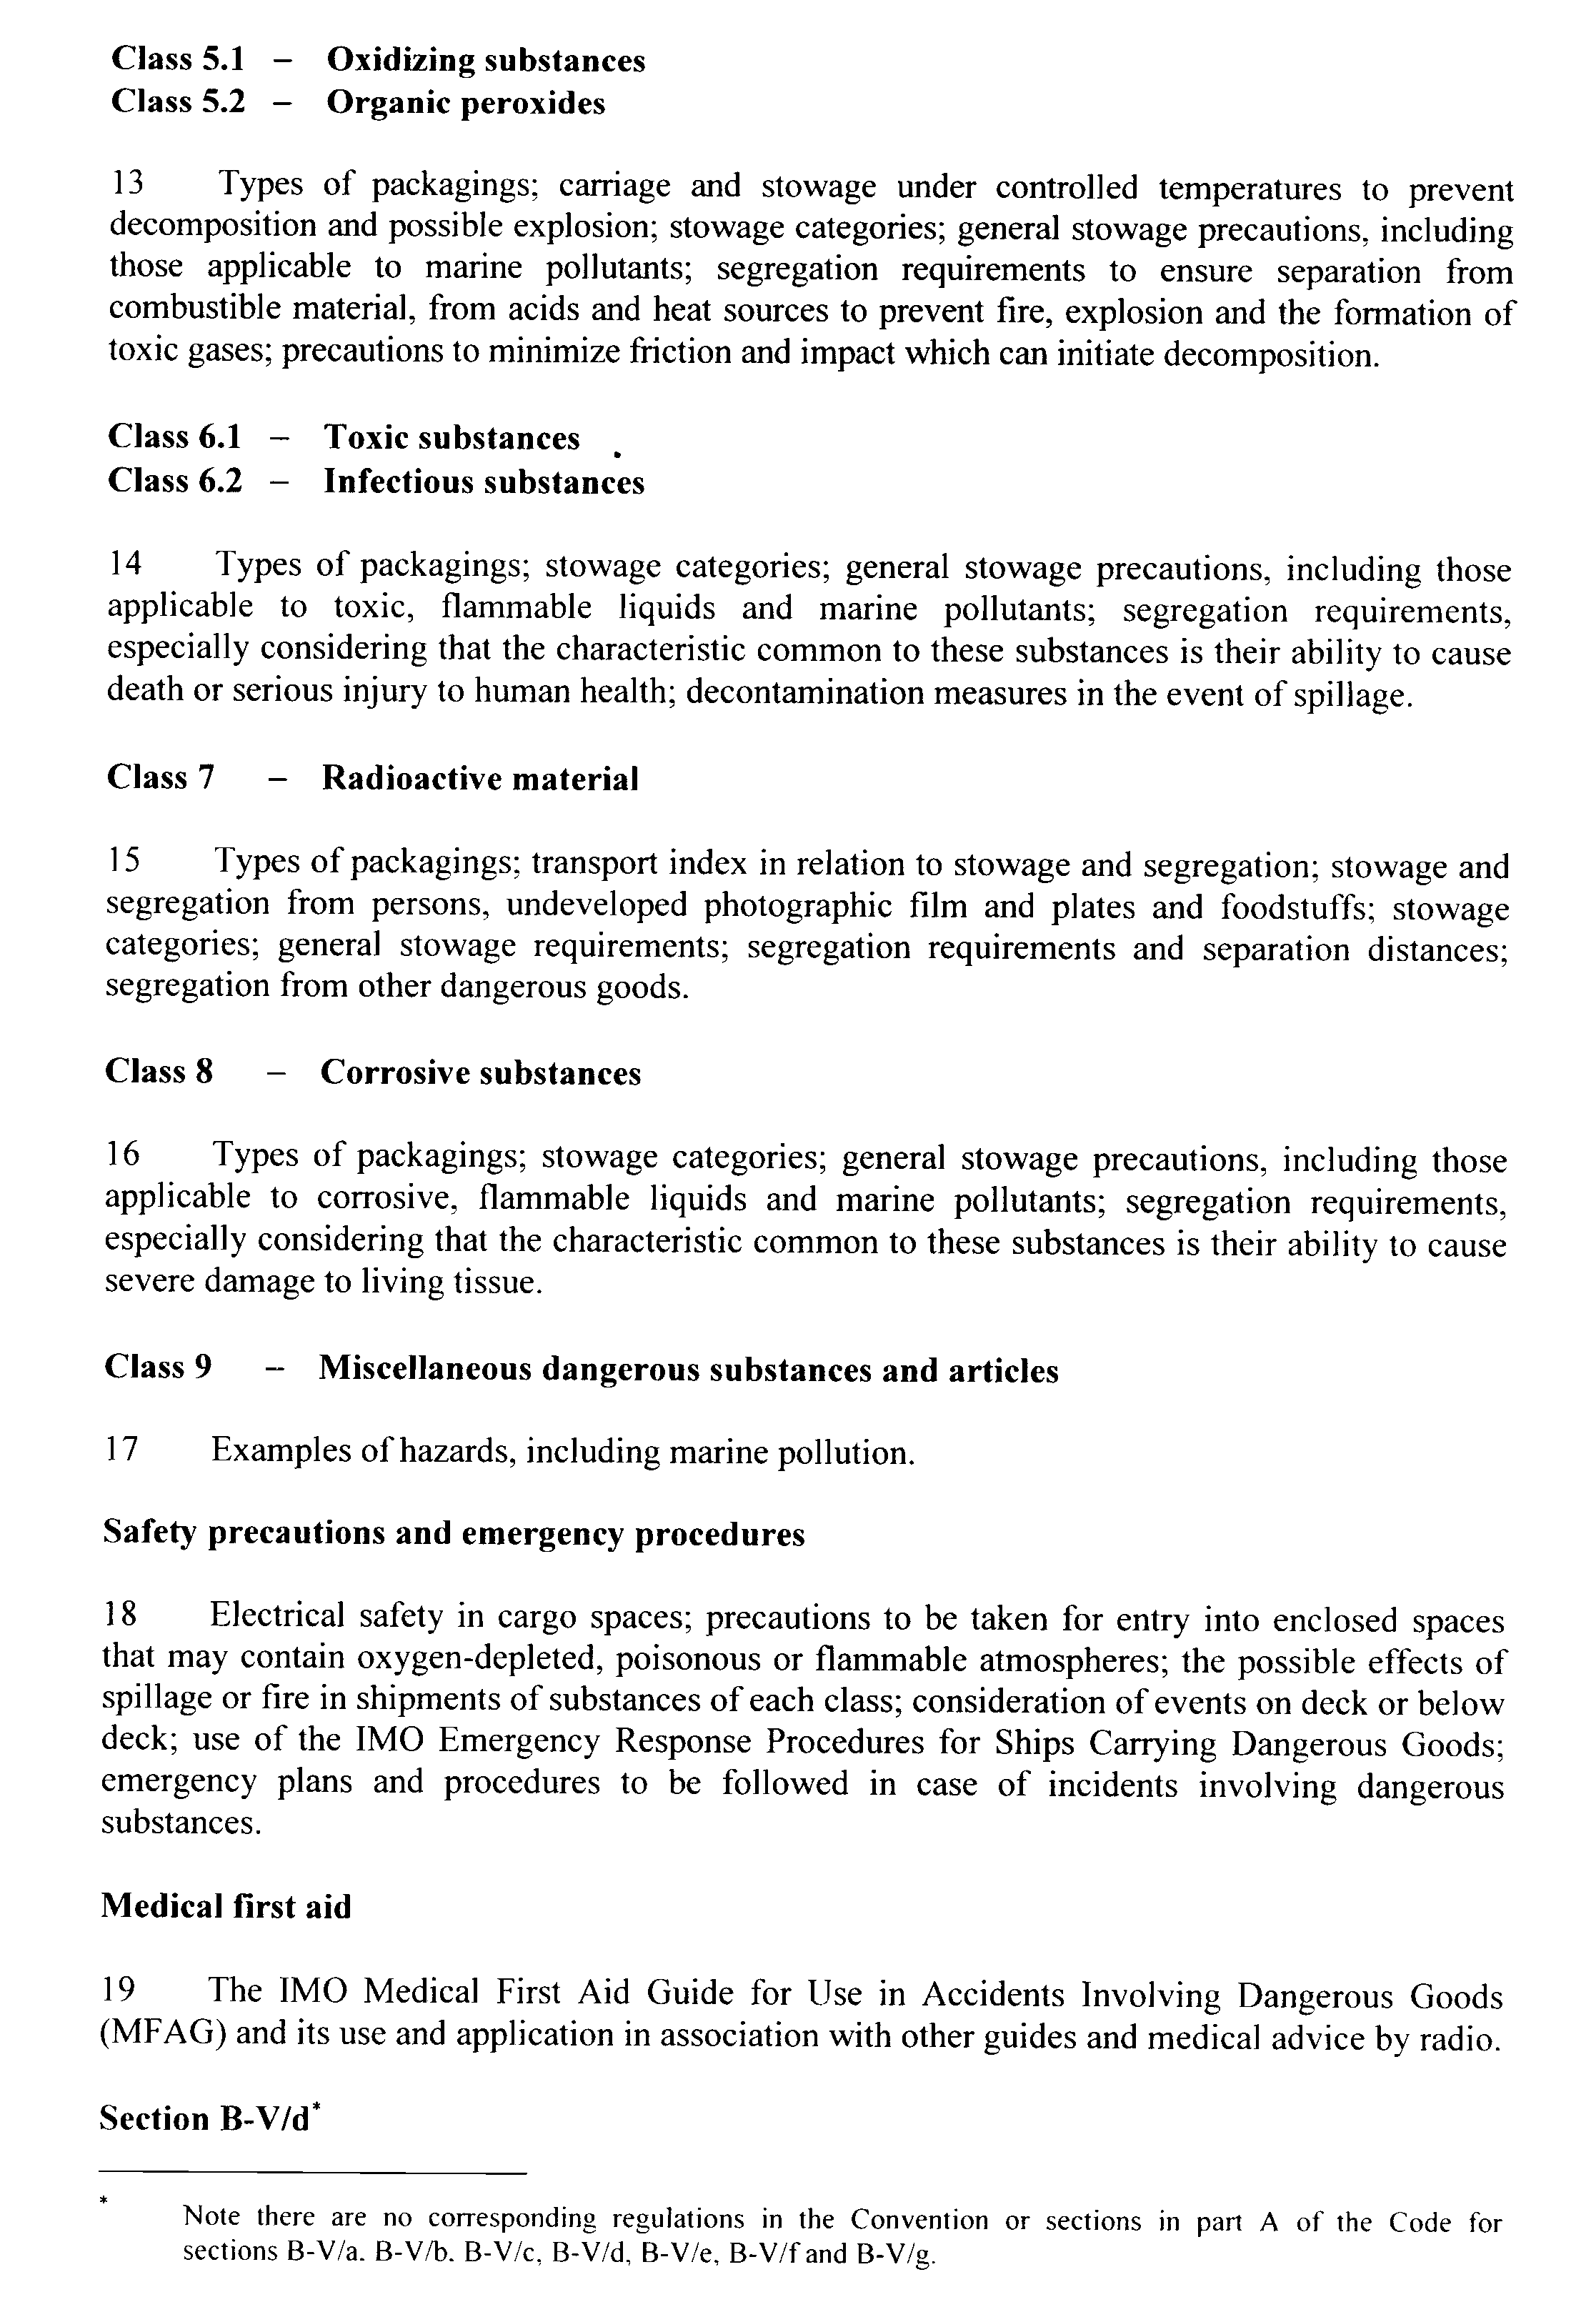 Class 5.1 – Oxidizing substances
Class 5.2 – Organic peroxides
13 Types of packagings; carriage and stowage under controlled temperatures to prevent
decomposition and possible explosion; stowage categories; general stowage precautions, including
those applicable to marine pollutants; segregation requirements to ensure separation from
combustible material, from acids and heat sources to prevent fire, explosion and the formation of
toxic gases; precautions to minimize friction and impact which can initiate decomposition.
Class 6.1 – Toxic substances
Class 6.2 – Infectious substances
14 Types of packagings; stowage categories; general stowage precautions, including those
applicable to toxic, flammable liquids and marine pollutants; segregation requirements,
especially considering that the characteristic common to these substances is their ability to cause
death or serious injury to human health; decontamination measures in the event of spillage.
Class 7 – Radioactive material
15 Types of packagings; transport index in relation to stowage and segregation; stowage and
segregation from persons, undeveloped photographic film and plates and foodstuffs; stowage
categories; general stowage requirements; segregation requirements and separation distances;
segregation from other dangerous goods.
Class 8 – Corrosive substances
16 Types of packagings; stowage categories; general stowage precautions, including those
applicable to corrosive, flammable liquids and marine pollutants; segregation requirements,
especially considering that the characteristic common to these substances is their ability to cause
severe damage to living tissue.
Class 9 – Miscellaneous dangerous substances and articles
17 Examples of hazards, including marine pollution.
Safety precautions and emergency procedures
18 Electrical safety in cargo spaces; precautions to be taken for entry into enclosed spaces
that may contain oxygen-depleted, poisonous or flammable atmospheres; the possible effects of
spillage or fire in shipments of substances of each class; consideration of events on deck or below
deck; use of the IMO Emergency Response Procedures for Ships Carrying Dangerous Goods;
emergency plans and procedures to be followed in case of incidents involving dangerous
substances.
Medical first aid
19 The IMO Medical First Aid Guide for Use in Accidents Involving Dangerous Goods
(MFAG) and its use and application in association with other guides and medical advice by radio.
Section B-V/d*
* Note there are no corresponding regulations in the Convention or sections in part A of the Code for
sections B-V/a. B-V/b. B-V/c, B-V/d, B-V/e, B-V/f and B-V/g.